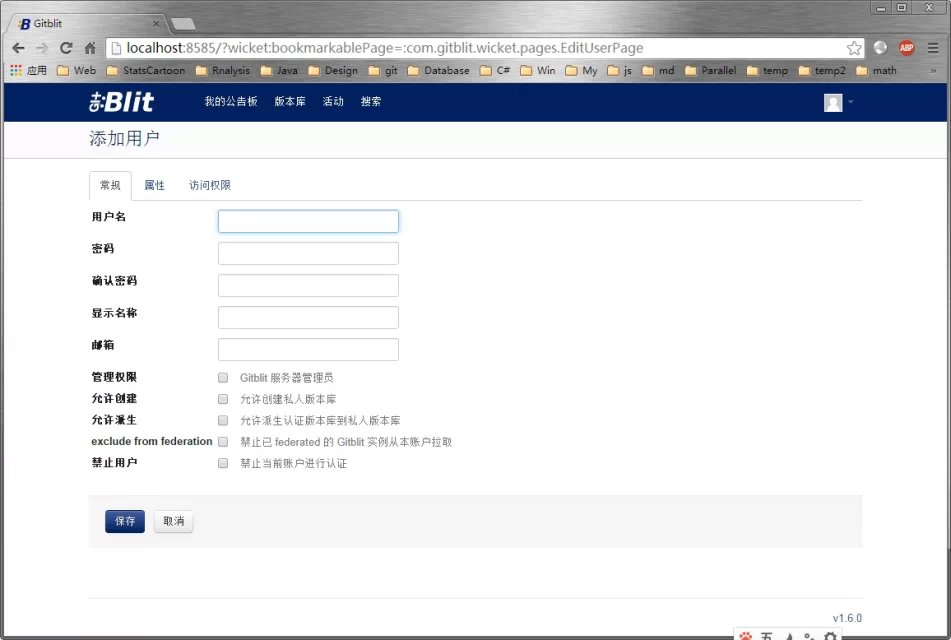 Gitblit
localhost:8585/?wicket:bookmarkablePage=:com.gitblit.wicket.pages.EditUserPage
ABP
应用 Web StatsCartoon Rnalysis Java Design git Database C# Win My js md Parallel temp temp2 math »
Blit 我的公告板 版本库 活动 搜索
添加用户
常规 属性 访问权限
用户名
密码
确认密码
显示名称
邮箱
管理权限 Gitblit 服务器管理员
允许创建 允许创建私人版本库
允许派生 允许派生认证版本库到私人版本库
exclude from federation 禁止已 federated 的 Gitblit 实例从本账户拉取
禁止用户 禁止当前账户进行认证
保存 取消
v1.6.0
五